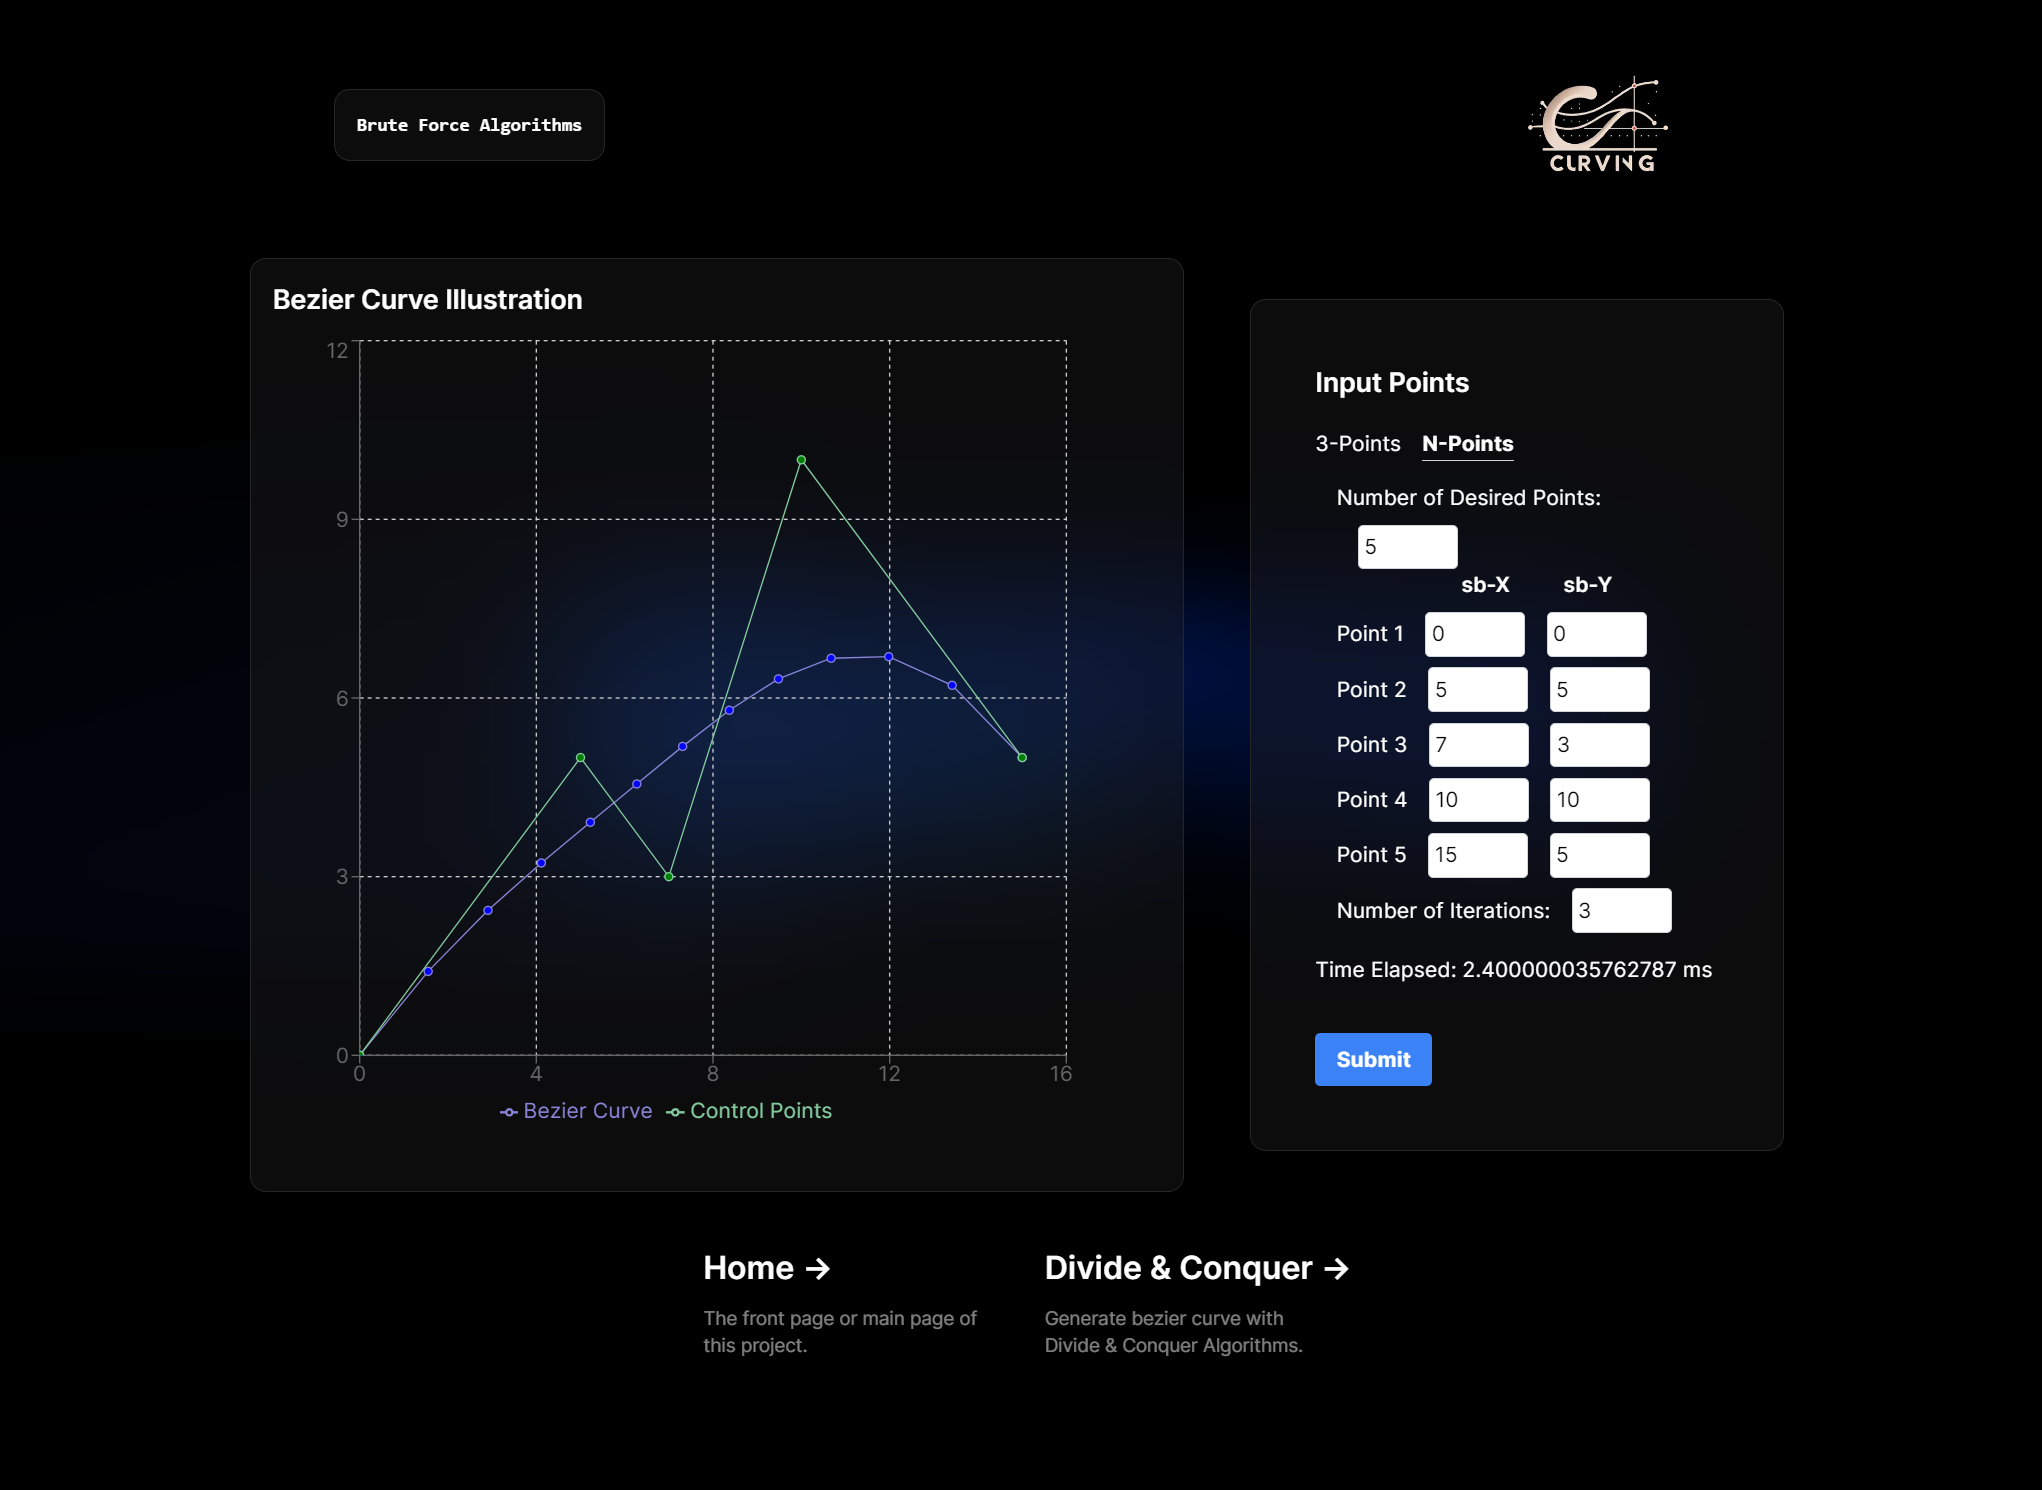 Brute Force Algorithms
CURVING
Bezier Curve Illustration
12
9
6
3
0
0 4 8 12 16
Bezier Curve Control Points
Input Points
3-Points N-Points
Number of Desired Points:
5
sb-X sb-Y
Point 1 0 0
Point 2 5 5
Point 3 7 3
Point 4 10 10
Point 5 15 5
Number of Iterations: 3
Time Elapsed: 2.400000035762787 ms
Submit
Home →
The front page or main page of
this project.
Divide & Conquer →
Generate bezier curve with
Divide & Conquer Algorithms.